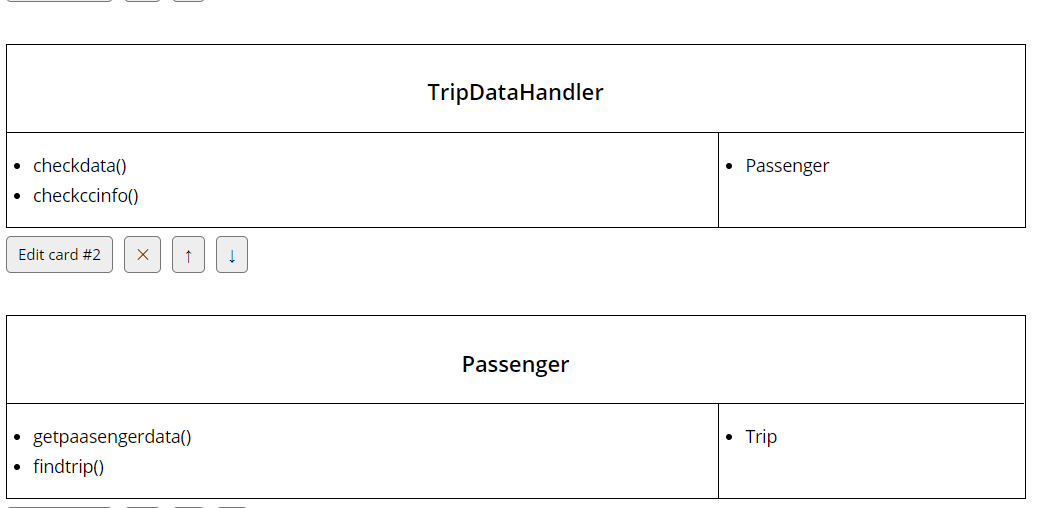 TripDataHandler
• checkdata()
• checkccinfo()
• Passenger
Edit card #2 × ↑ ↓
Passenger
• getpaasengerdata()
• findtrip()
• Trip